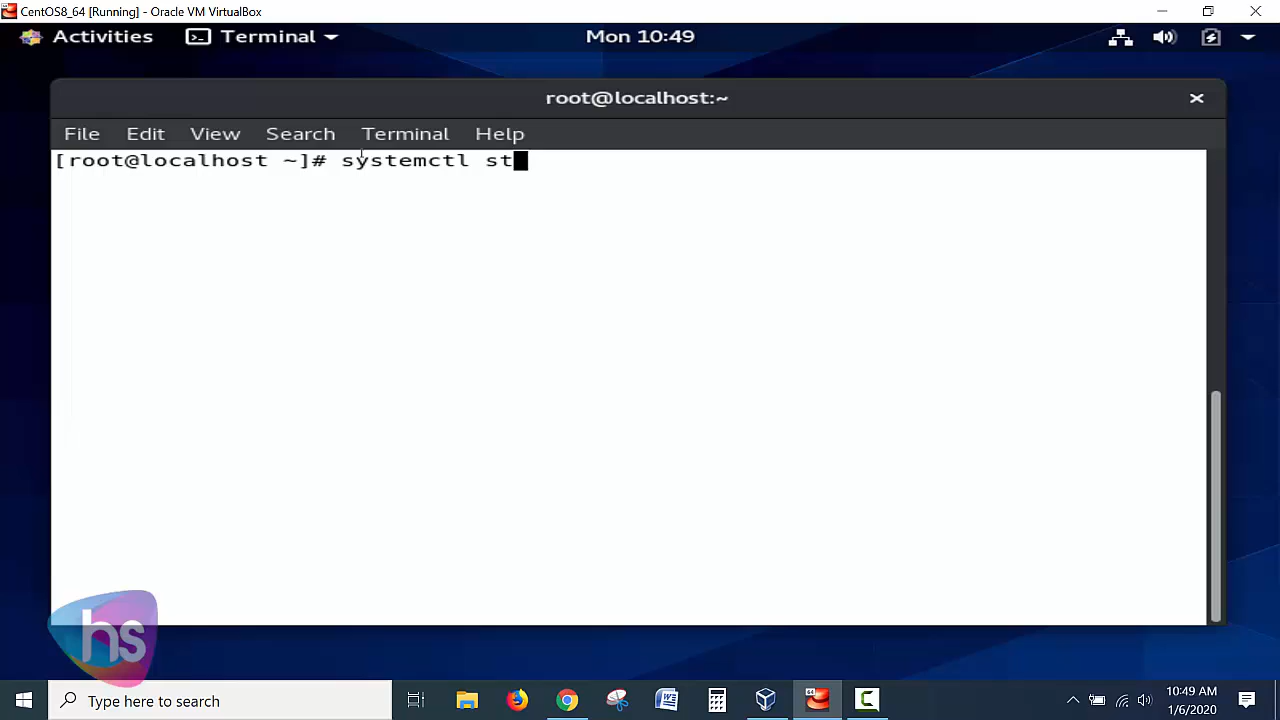 CentOS8_64 [Running] - Oracle VM VirtualBox
Activities Terminal Mon 10:49
root@localhost:~
File Edit View Search Terminal Help
[root@localhost ~]# systemctl st
hs
Type here to search
10:49 AM
1/6/2020